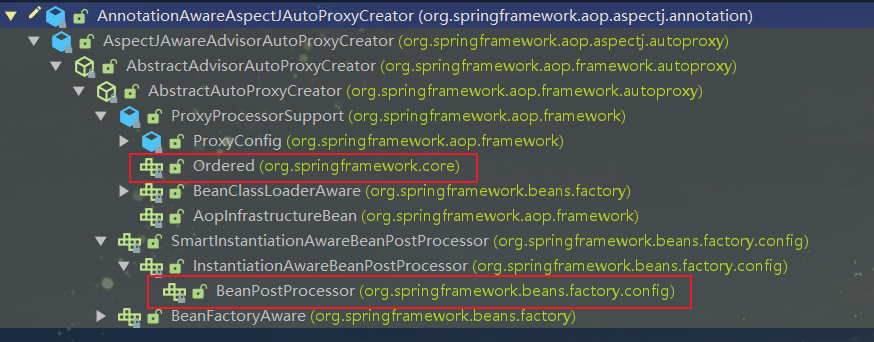 AnnotationAwareAspectJAutoProxyCreator (org.springframework.aop.aspectj.annotation)
AspectJAwareAdvisorAutoProxyCreator (org.springframework.aop.aspectj.autoproxy)
AbstractAdvisorAutoProxyCreator (org.springframework.aop.framework.autoproxy)
AbstractAutoProxyCreator (org.springframework.aop.framework.autoproxy)
ProxyProcessorSupport (org.springframework.aop.framework)
ProxyConfig (org.springframework.aop.framework)
Ordered (org.springframework.core)
BeanClassLoaderAware (org.springframework.beans.factory)
AopInfrastructureBean (org.springframework.aop.framework)
SmartInstantiationAwareBeanPostProcessor (org.springframework.beans.factory.config)
InstantiationAwareBeanPostProcessor (org.springframework.beans.factory.config)
BeanPostProcessor (org.springframework.beans.factory.config)
BeanFactoryAware (org.springframework.beans.factory)